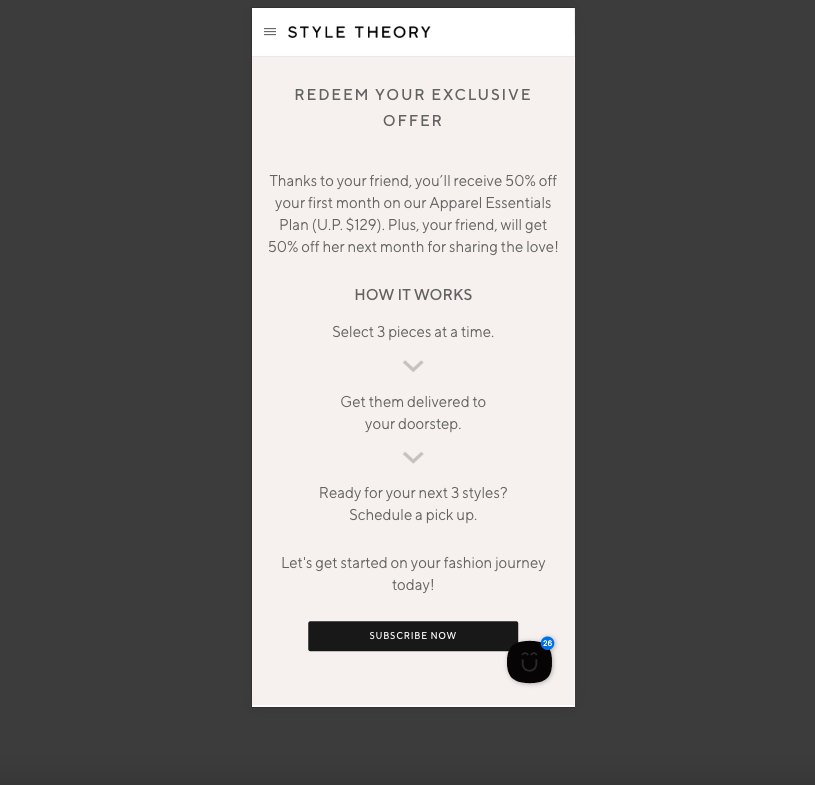 STYLE THEORY
REDEEM YOUR EXCLUSIVE
OFFER
Thanks to your friend, you'll receive 50% off
your first month on our Apparel Essentials
Plan (U.P. $129). Plus, your friend, will get
50% off her next month for sharing the love!
HOW IT WORKS
Select 3 pieces at a time.
Get them delivered to
your doorstep.
Ready for your next 3 styles?
Schedule a pick up.
Let's get started on your fashion journey
today!
SUBSCRIBE NOW
26